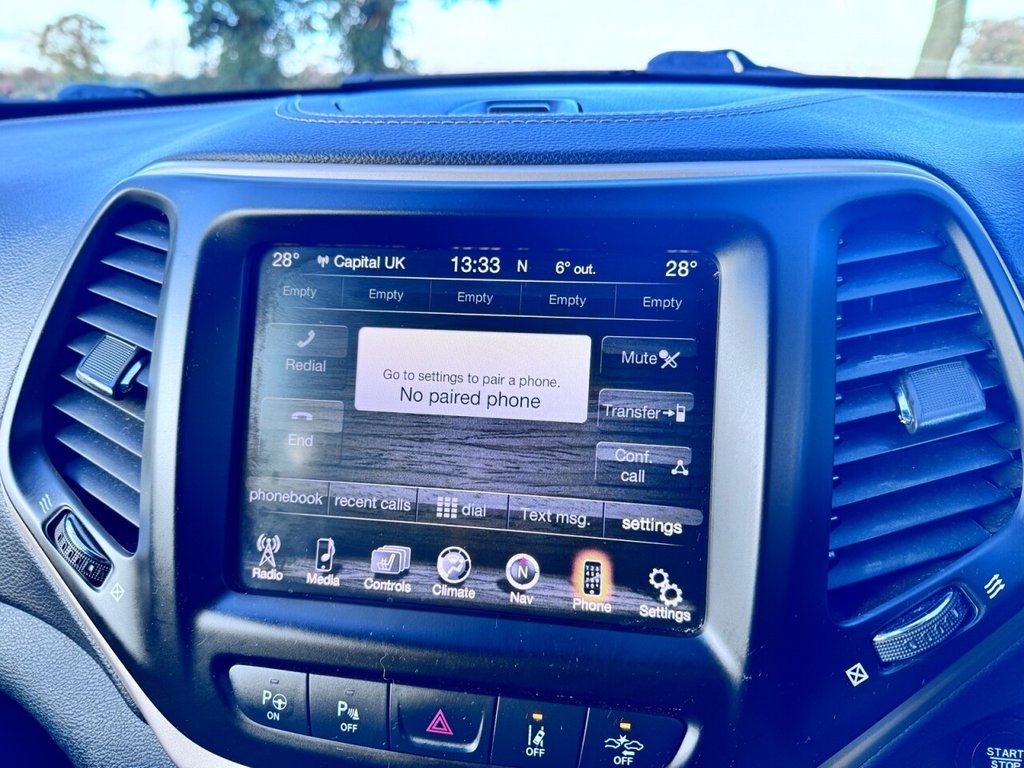 28° Capital UK 13:33 N 6° out. 28°
Empty Empty Empty Empty Empty
Redial
Go to settings to pair a phone.
No paired phone
Mute
End
Transfer
Conf.
call
phonebook recent calls dial Text msg. settings
Radio Media Controls Climate N Nav Phone Settings
P ON
P OFF
OFF
OFF
START
STOP